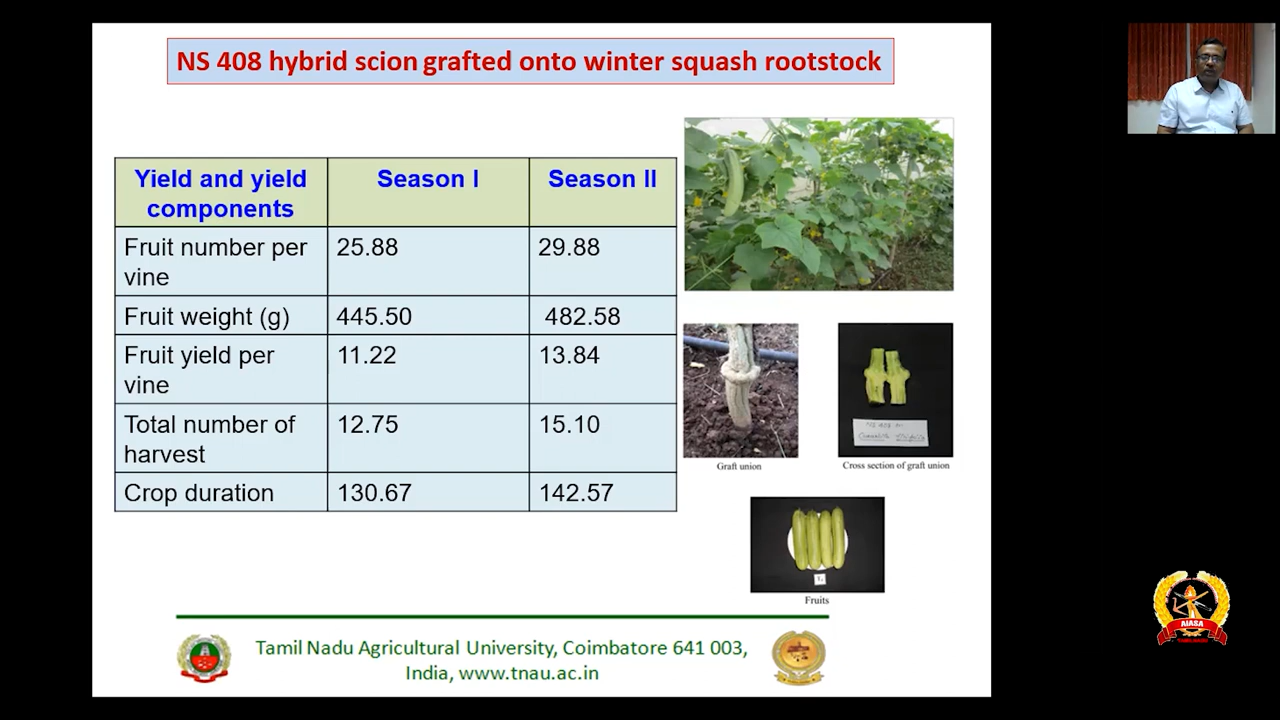 NS 408 hybrid scion grafted onto winter squash rootstock
Yield and yield
components
Season I
Season II
Fruit number per
vine
25.88
29.88
Fruit weight (g)
445.50
482.58
Fruit yield per
vine
11.22
13.84
Total number of
harvest
12.75
15.10
Crop duration
130.67
142.57
Graft union
Cross section of graft union
Fruits
Tamil Nadu Agricultural University, Coimbatore 641 003,
India, www.tnau.ac.in
AIASA